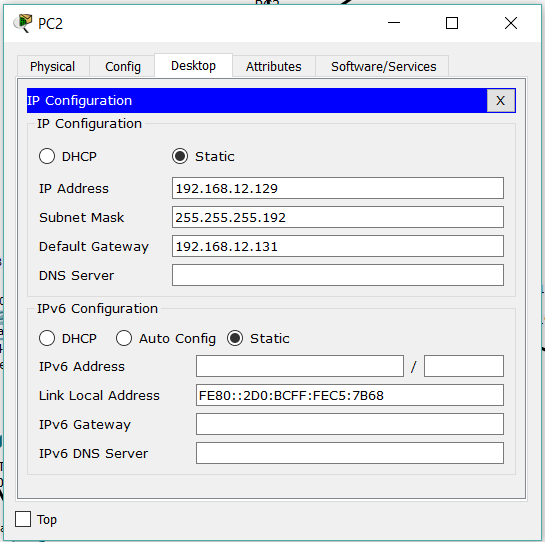 PC2
Physical Config Desktop Attributes Software/Services
IP Configuration X
IP Configuration
DHCP Static
IP Address 192.168.12.129
Subnet Mask 255.255.255.192
Default Gateway 192.168.12.131
DNS Server
IPv6 Configuration
DHCP Auto Config Static
IPv6 Address /
Link Local Address FE80::2D0:BCFF:FEC5:7B68
IPv6 Gateway
IPv6 DNS Server
Top